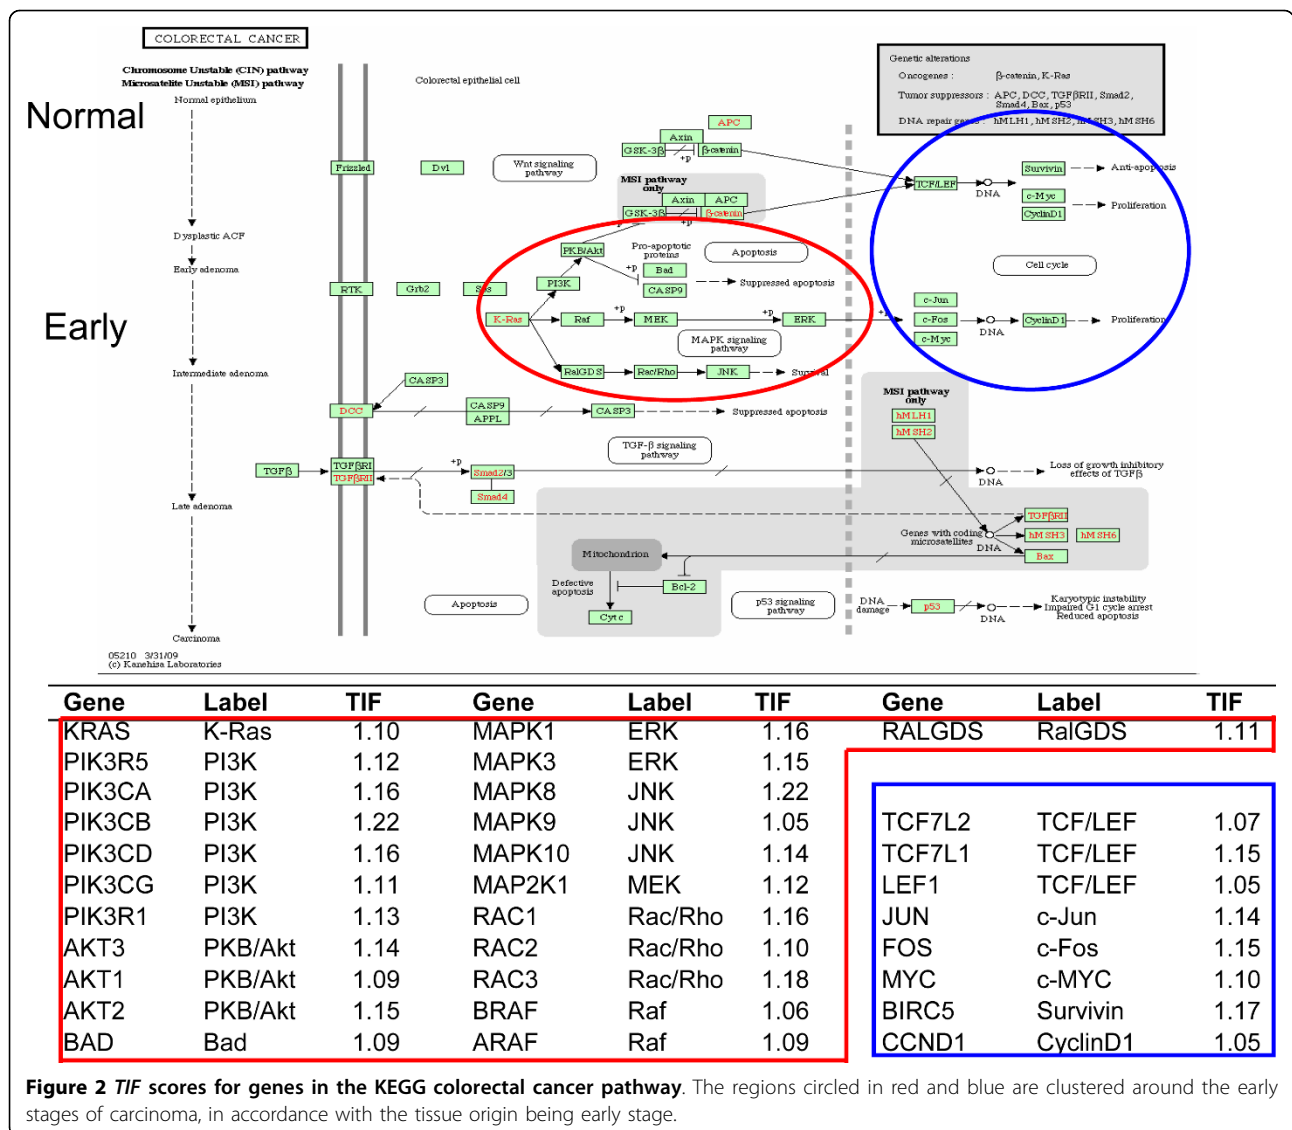 COLORECTAL CANCER
Chromosome Unstable (CIN) pathway
Microsatelite Unstable (MSI) pathway
Normal epithelium
Normal
Colorectal epithelial cell
Genetic alterations
Oncogenes : β-catenin, K-Ras
Tumor suppressors : APC, DCC, TGFβRII, Smad2,
Smad4, Bax, p53
DNA repair genes : hMLH1, hMSH2, hMSH3, hMSH6
APC
Axin
GSK-3β β-catenin
+p
Frizzled
Dvl
Wnt signaling
pathway
MSI pathway
only
Axin APC
GSK-3β β-catenin
+p
TCF/LEF
DNA
Survivin
Anti-apoptosis
c-Myc
CyclinD1
Proliferation
Dysplastic ACF
Early adenoma
PKB/Akt
Pro-apoptotic
proteins
Apoptosis
+p
Bad
CASP9
Suppressed apoptosis
PI3K
Cell cycle
RTK
Grb2
Sos
Early
K-Ras
Raf
+p
MEK
+p
ERK
+p
c-Jun
c-Fos
c-Myc
DNA
CyclinD1
Proliferation
MAPK signaling
pathway
Intermediate adenoma
RalGDS
Rac/Rho
JNK
Survival
CASP3
DCC
CASP9
APPL
CASP3
Suppressed apoptosis
MSI pathway
only
hMLH1
hMSH2
TGF-β signaling
pathway
TGFβ
TGFβRI
TGFβRII
+p
Smad2/3
Smad4
DNA
Loss of growth inhibitory
effects of TGFβ
Late adenoma
Genes with coding
microsatellites
DNA
TGFβRII
hMSH3 hMSH6
Bax
Mitochondrion
Defective
apoptosis
Bcl-2
Cytc
Apoptosis
p53 signaling
pathway
DNA
damage
p53
DNA
Karyotypic instability
Impaired G1 cycle arrest
Reduced apoptosis
Carcinoma
05210 3/31/09
(c) Kanehisa Laboratories
Gene Label TIF Gene Label TIF Gene Label TIF
KRAS K-Ras 1.10 MAPK1 ERK 1.16 RALGDS RalGDS 1.11
PIK3R5 PI3K 1.12 MAPK3 ERK 1.15
PIK3CA PI3K 1.16 MAPK8 JNK 1.22
PIK3CB PI3K 1.22 MAPK9 JNK 1.05 TCF7L2 TCF/LEF 1.07
PIK3CD PI3K 1.16 MAPK10 JNK 1.14 TCF7L1 TCF/LEF 1.15
PIK3CG PI3K 1.11 MAP2K1 MEK 1.12 LEF1 TCF/LEF 1.05
PIK3R1 PI3K 1.13 RAC1 Rac/Rho 1.16 JUN c-Jun 1.14
AKT3 PKB/Akt 1.14 RAC2 Rac/Rho 1.10 FOS c-Fos 1.15
AKT1 PKB/Akt 1.09 RAC3 Rac/Rho 1.18 MYC c-MYC 1.10
AKT2 PKB/Akt 1.15 BRAF Raf 1.06 BIRC5 Survivin 1.17
BAD Bad 1.09 ARAF Raf 1.09 CCND1 CyclinD1 1.05
Figure 2 TIF scores for genes in the KEGG colorectal cancer pathway. The regions circled in red and blue are clustered around the early
stages of carcinoma, in accordance with the tissue origin being early stage.